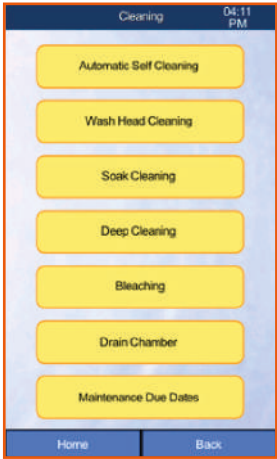 Cleaning
04:11
PM
Automatic Self Cleaning
Wash Head Cleaning
Soak Cleaning
Deep Cleaning
Bleaching
Drain Chamber
Maintenance Due Dates
Home
Back